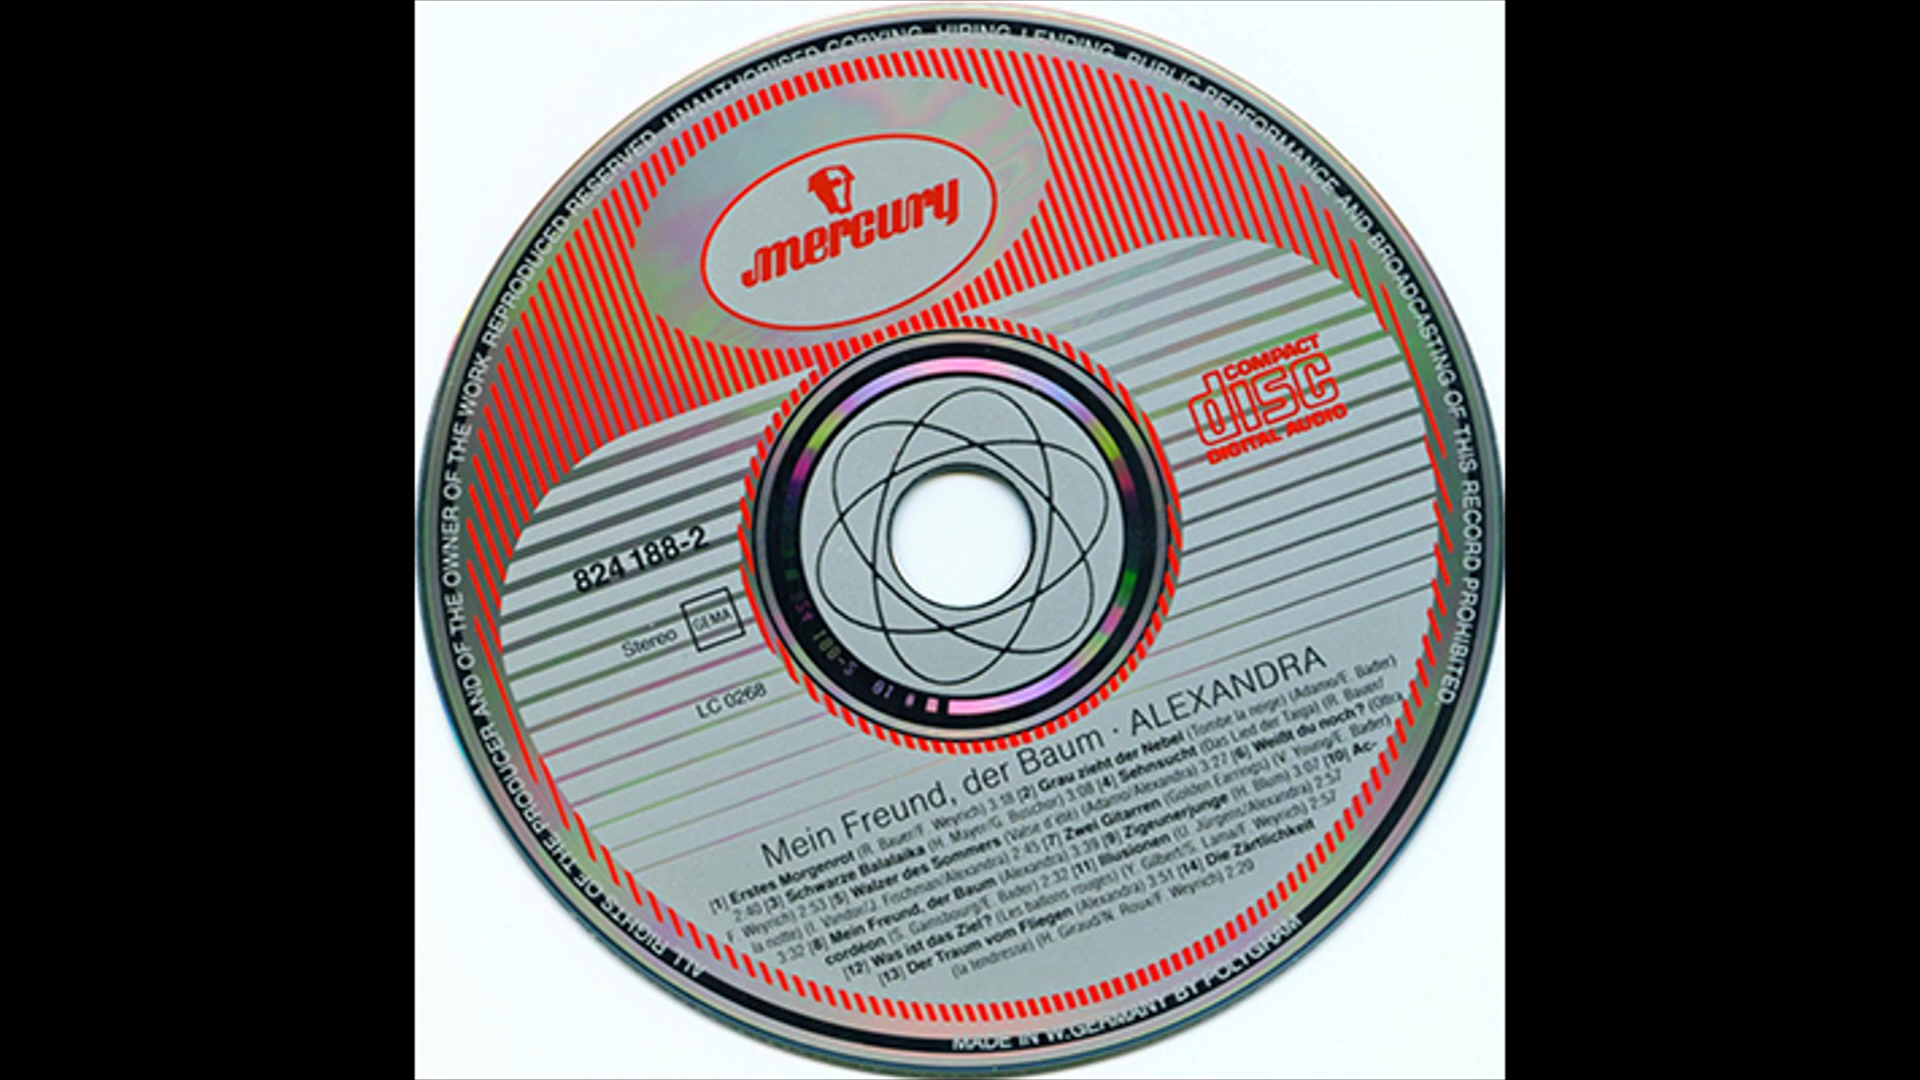 ALL RIGHTS OF THE PRODUCER AND OF THE OWNER OF THE WORK REPRODUCED RESERVED. UNAUTHORISED COPYING, HIRING, LENDING, PUBLIC PERFORMANCE AND BROADCASTING OF THIS RECORD PROHIBITED.
mercury
COMPACT
disc
DIGITAL AUDIO
824 188-2
Stereo GEMA
LC 0268
Mein Freund, der Baum · ALEXANDRA
[1] Erstes Morgenrot (R. Bauer/F. Weyrich) 3:18 [2] Grau zieht der Nebel (Tombe la neige) (Adamo/E. Bader)
2:40 [3] Schwarze Balalaika (H. Mayer/G. Buschor) 3:08 [4] Sehnsucht (Das Lied der Taiga) (R. Bauer/
F. Weyrich) 2:53 [5] Walzer des Sommers (Valse d'été) (Adamo/Alexandra) 3:27 [6] Weißt du noch? (Ottra
la notte) Fischman/Alexandra) 2:45 [7] Zwei Gitarren (Golden Earrings) (V. Young/E. Bader)
3:32 [8] Mein Freund, der Baum (Alexandra) 3:39 [9] Zigeunerjunge (H. Blum) 3:07 [10] Ac-
cordéon (S. Gainsbourg/E. Bader) 2:32 [11] Illusionen (U. Jürgens/Alexandra) 2:57
[12] Was ist das Ziel? (Les ballons rouges) (Y. Gilbert/S. Lama/F. Weyrich) 2:57
[13] Der Traum vom Fliegen (Alexandra) 3:51 [14] Die Zärtlichkeit
(la tendresse) (H. Giraud/N. Roux/F. Weyrich) 2:20
MADE IN W. GERMANY BY POLYGRAM